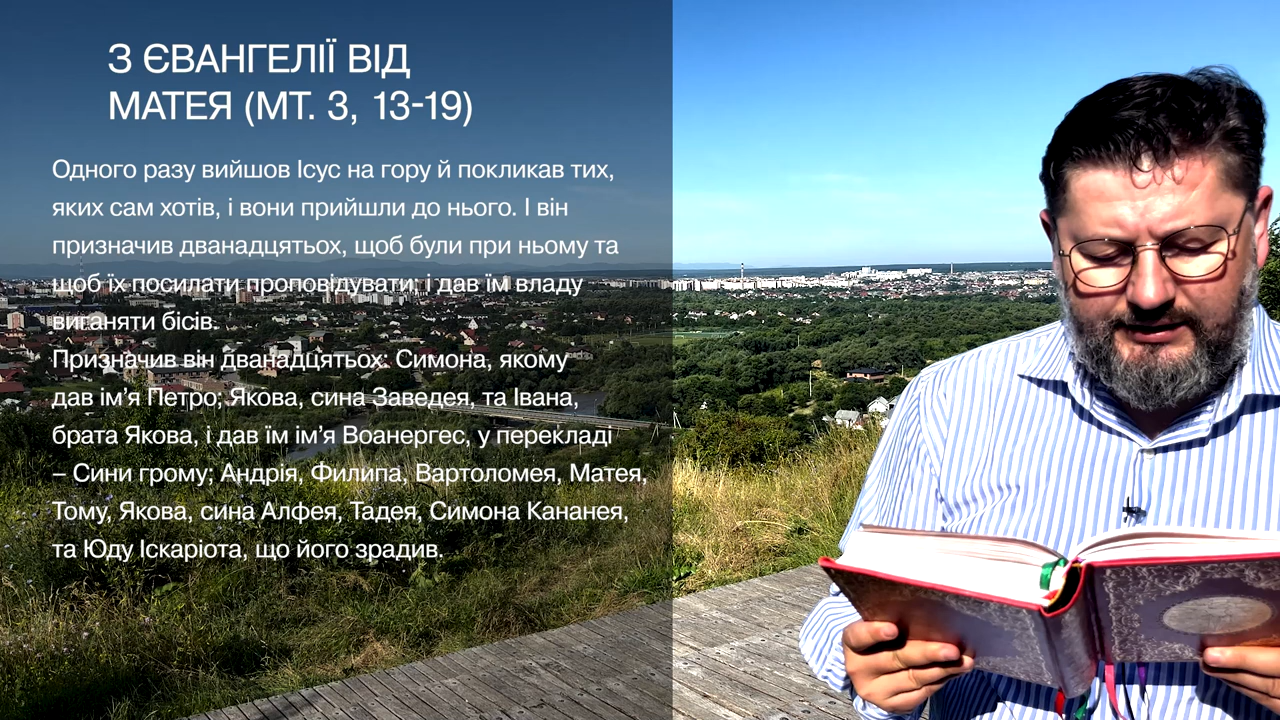 З ЄВАНГЕЛІЇ ВІД
МАТЕЯ (МТ. 3, 13-19)
Одного разу вийшов Ісус на гору й покликав тих,
яких сам хотів, і вони прийшли до нього. І він
призначив дванадцятьох, щоб були при ньому та
щоб їх посилати проповідувати; і дав їм владу
виганяти бісів.
Призначив він дванадцятьох: Симона, якому
дав ім’я Петро; Якова, сина Заведея, та Івана,
брата Якова, і дав їм ім’я Воанергес, у перекладі
– Сини грому; Андрія, Филипа, Вартоломея, Матея,
Тому, Якова, сина Алфея, Тадея, Симона Кананея,
та Юду Іскаріота, що його зрадив.